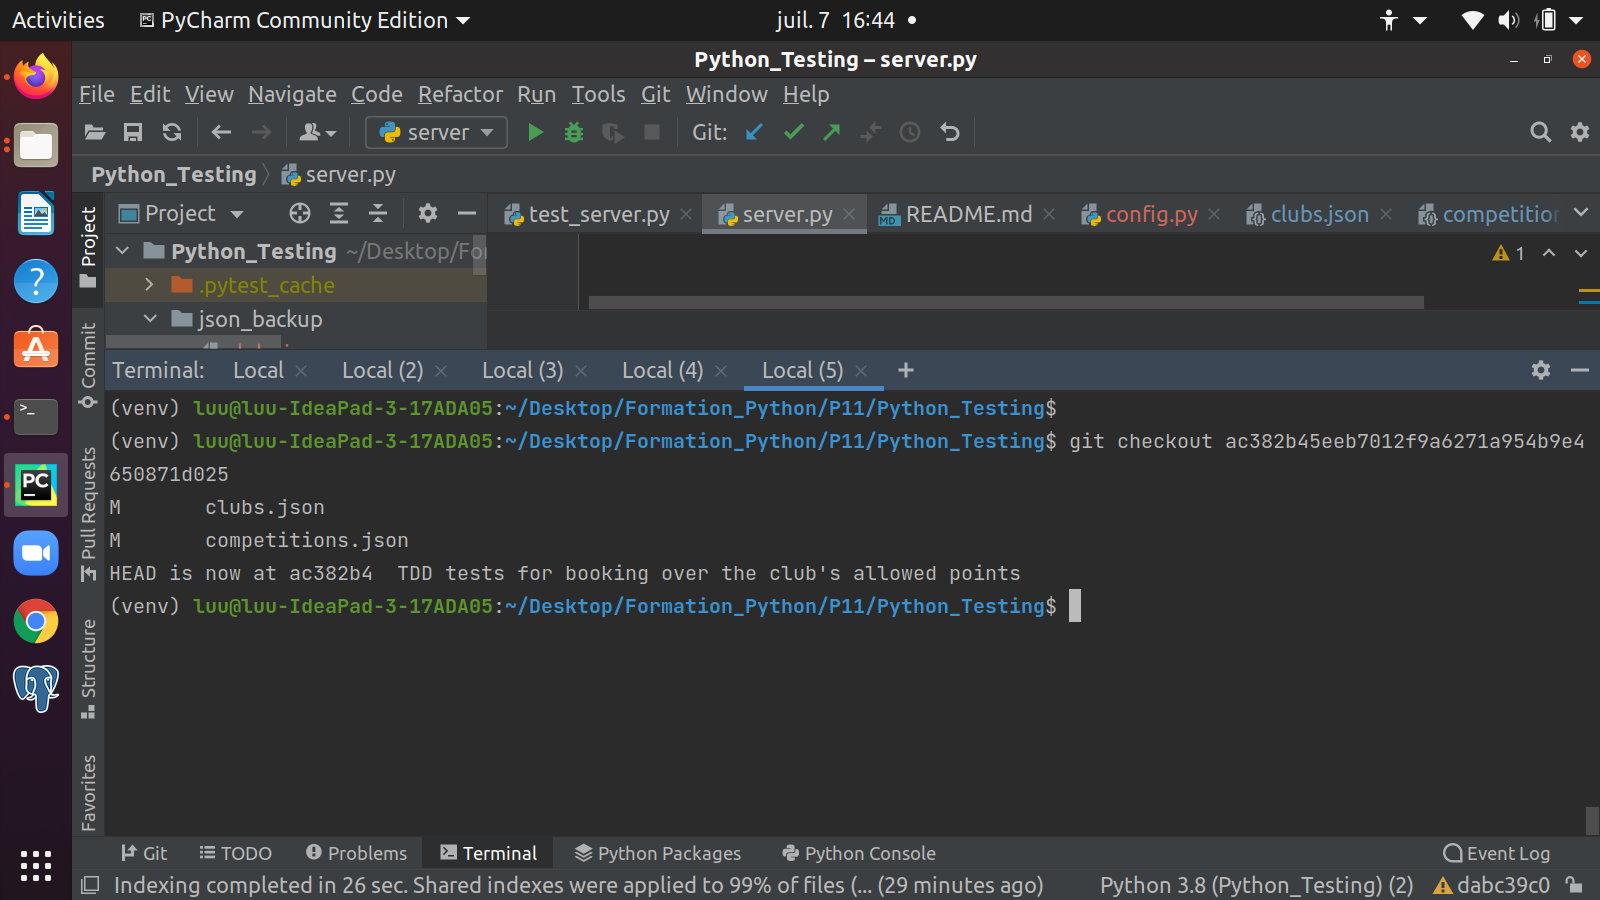 Activities PyCharm Community Edition juil. 7 16:44
Python_Testing – server.py
File Edit View Navigate Code Refactor Run Tools Git Window Help
server Git:
Python_Testing server.py
Project test_server.py server.py README.md config.py clubs.json competition
Python_Testing ~/Desktop/For 1
.pytest_cache
json_backup
Project
Commit
Pull Requests
Structure
Favorites
Terminal: Local Local (2) Local (3) Local (4) Local (5)
(venv) luu@luu-IdeaPad-3-17ADA05:~/Desktop/Formation_Python/P11/Python_Testing$
(venv) luu@luu-IdeaPad-3-17ADA05:~/Desktop/Formation_Python/P11/Python_Testing$ git checkout ac382b45eeb7012f9a6271a954b9e4
650871d025
M clubs.json
M competitions.json
HEAD is now at ac382b4 TDD tests for booking over the club's allowed points
(venv) luu@luu-IdeaPad-3-17ADA05:~/Desktop/Formation_Python/P11/Python_Testing$
Git TODO Problems Terminal Python Packages Python Console Event Log
Indexing completed in 26 sec. Shared indexes were applied to 99% of files (... (29 minutes ago) Python 3.8 (Python_Testing) (2) dabc39c0